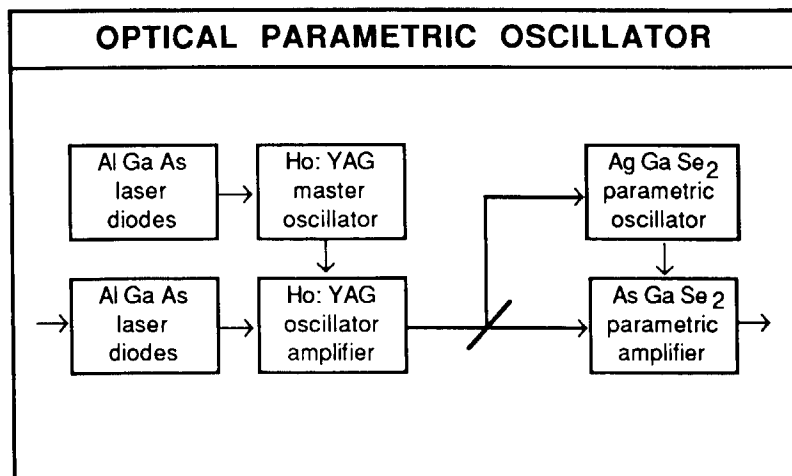 OPTICAL PARAMETRIC OSCILLATOR
Al Ga As
laser
diodes
Ho: YAG
master
oscillator
Ag Ga Se2
parametric
oscillator
Al Ga As
laser
diodes
Ho: YAG
oscillator
amplifier
As Ga Se2
parametric
amplifier